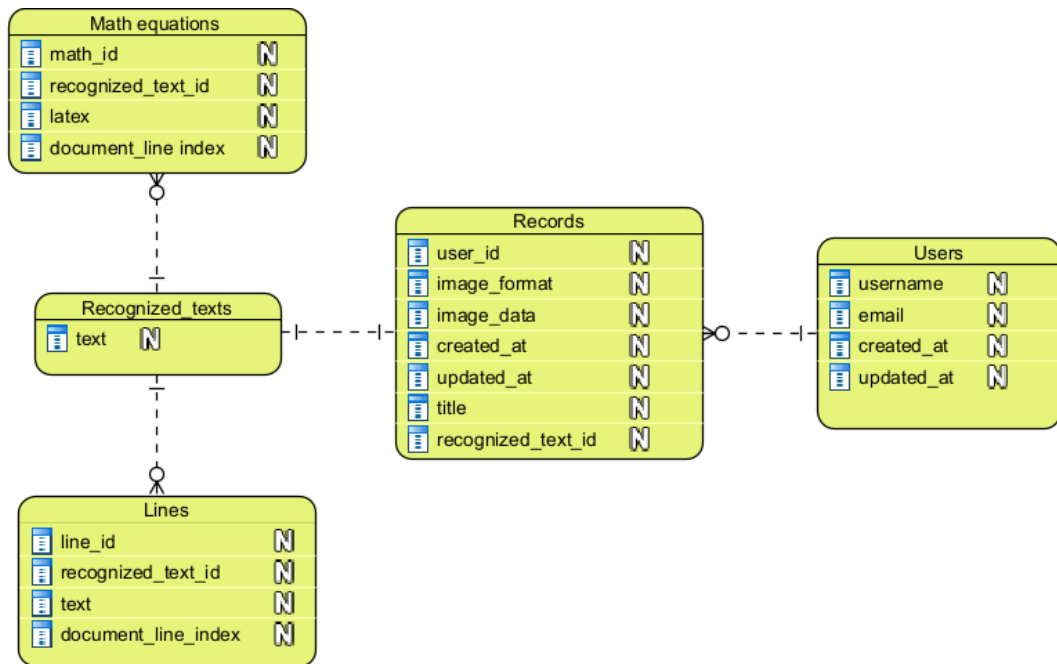 Math equations
math_id N
recognized_text_id N
latex N
document_line index N
Recognized_texts
text N
Lines
line_id N
recognized_text_id N
text N
document_line_index N
Records
user_id N
image_format N
image_data N
created_at N
updated_at N
title N
recognized_text_id N
Users
username N
email N
created_at N
updated_at N